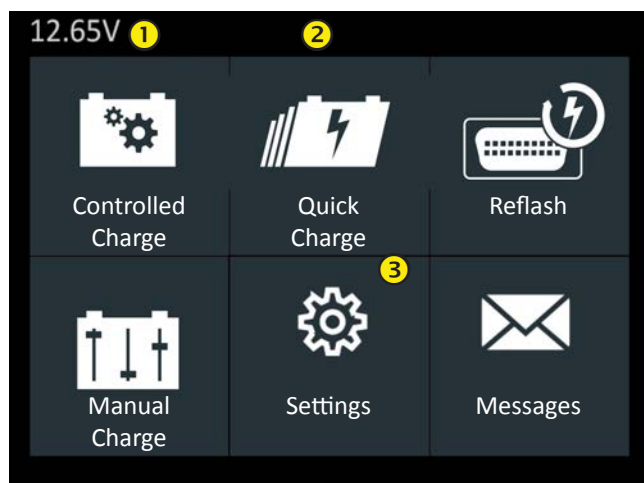 12.65V 1 2
Controlled
Charge
Quick
Charge
Reflash
3
Manual
Charge
Settings
Messages